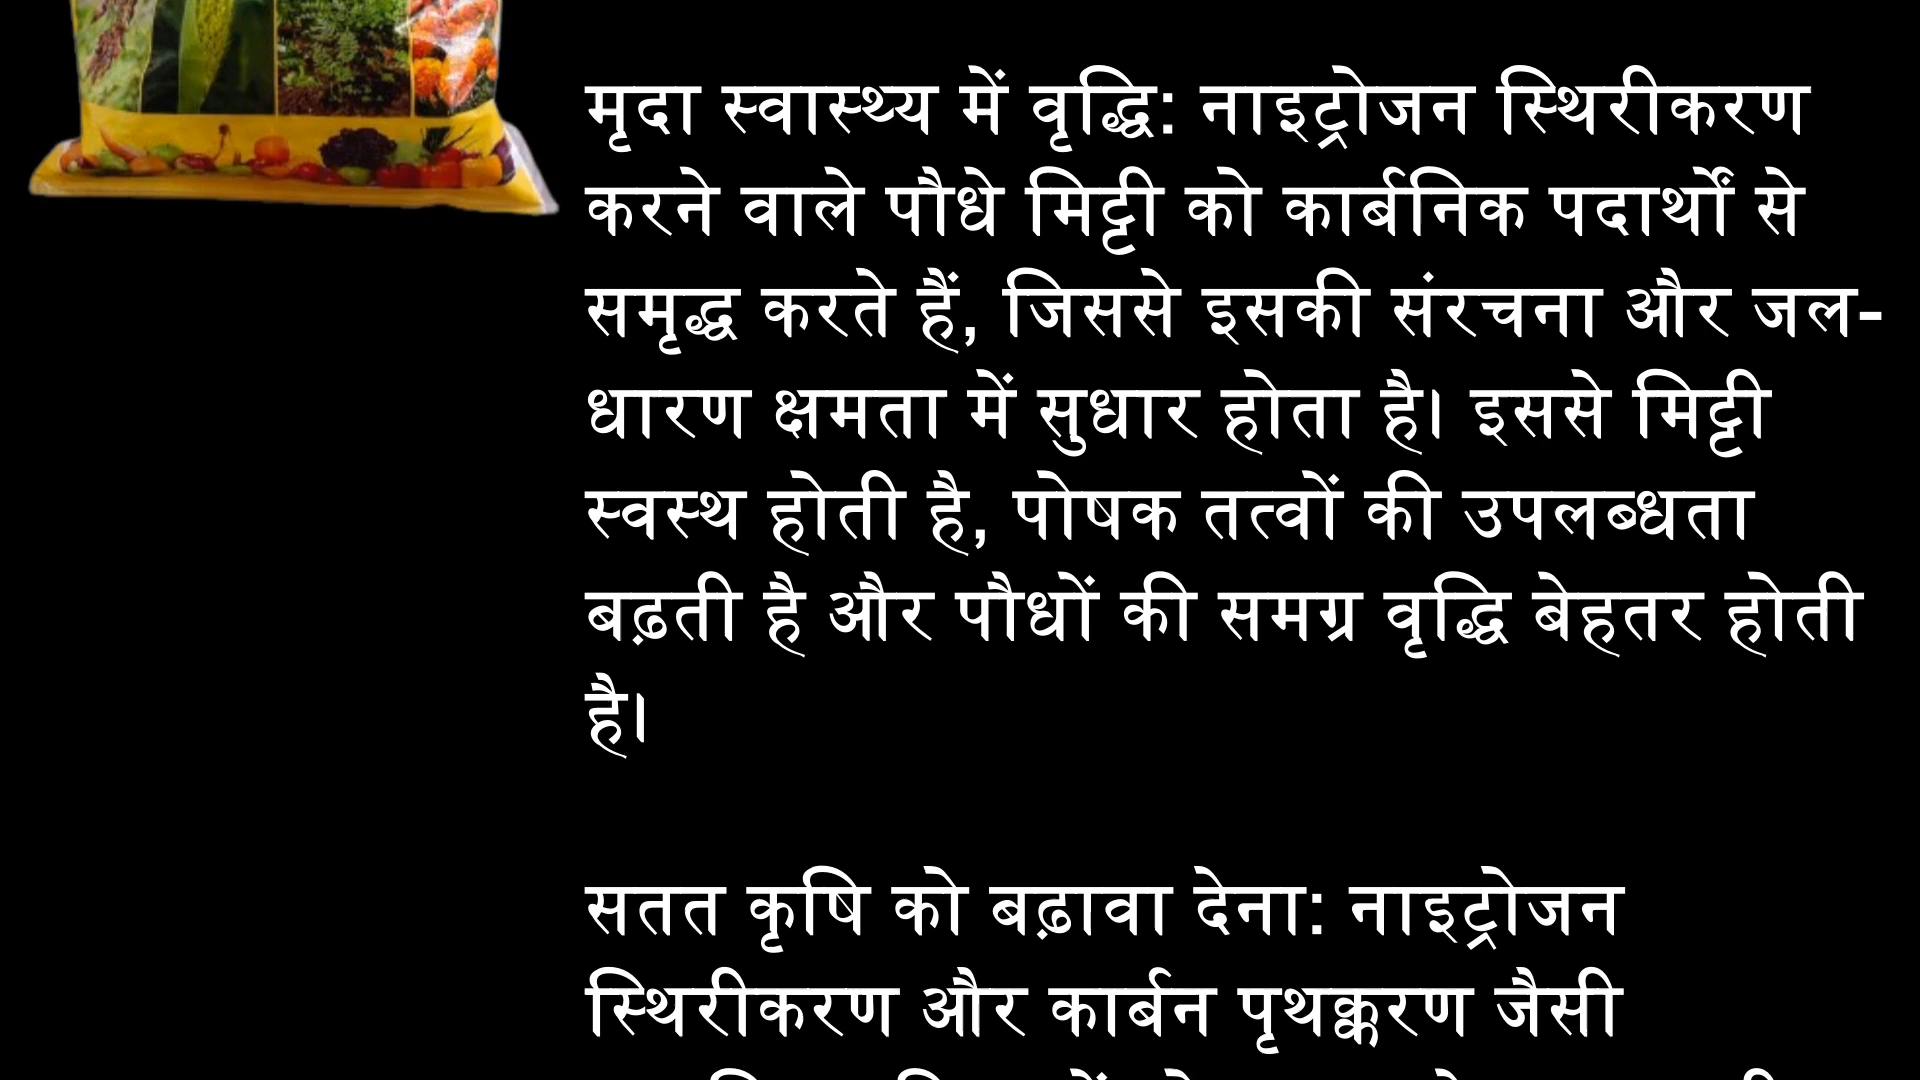 मृदा स्वास्थ्य में वृद्धि: नाइट्रोजन स्थिरीकरण
करने वाले पौधे मिट्टी को कार्बनिक पदार्थों से
समृद्ध करते हैं, जिससे इसकी संरचना और जल-
धारण क्षमता में सुधार होता है। इससे मिट्टी
स्वस्थ होती है, पोषक तत्वों की उपलब्धता
बढ़ती है और पौधों की समग्र वृद्धि बेहतर होती
है।
सतत कृषि को बढ़ावा देना: नाइट्रोजन
स्थिरीकरण और कार्बन पृथक्करण जैसी